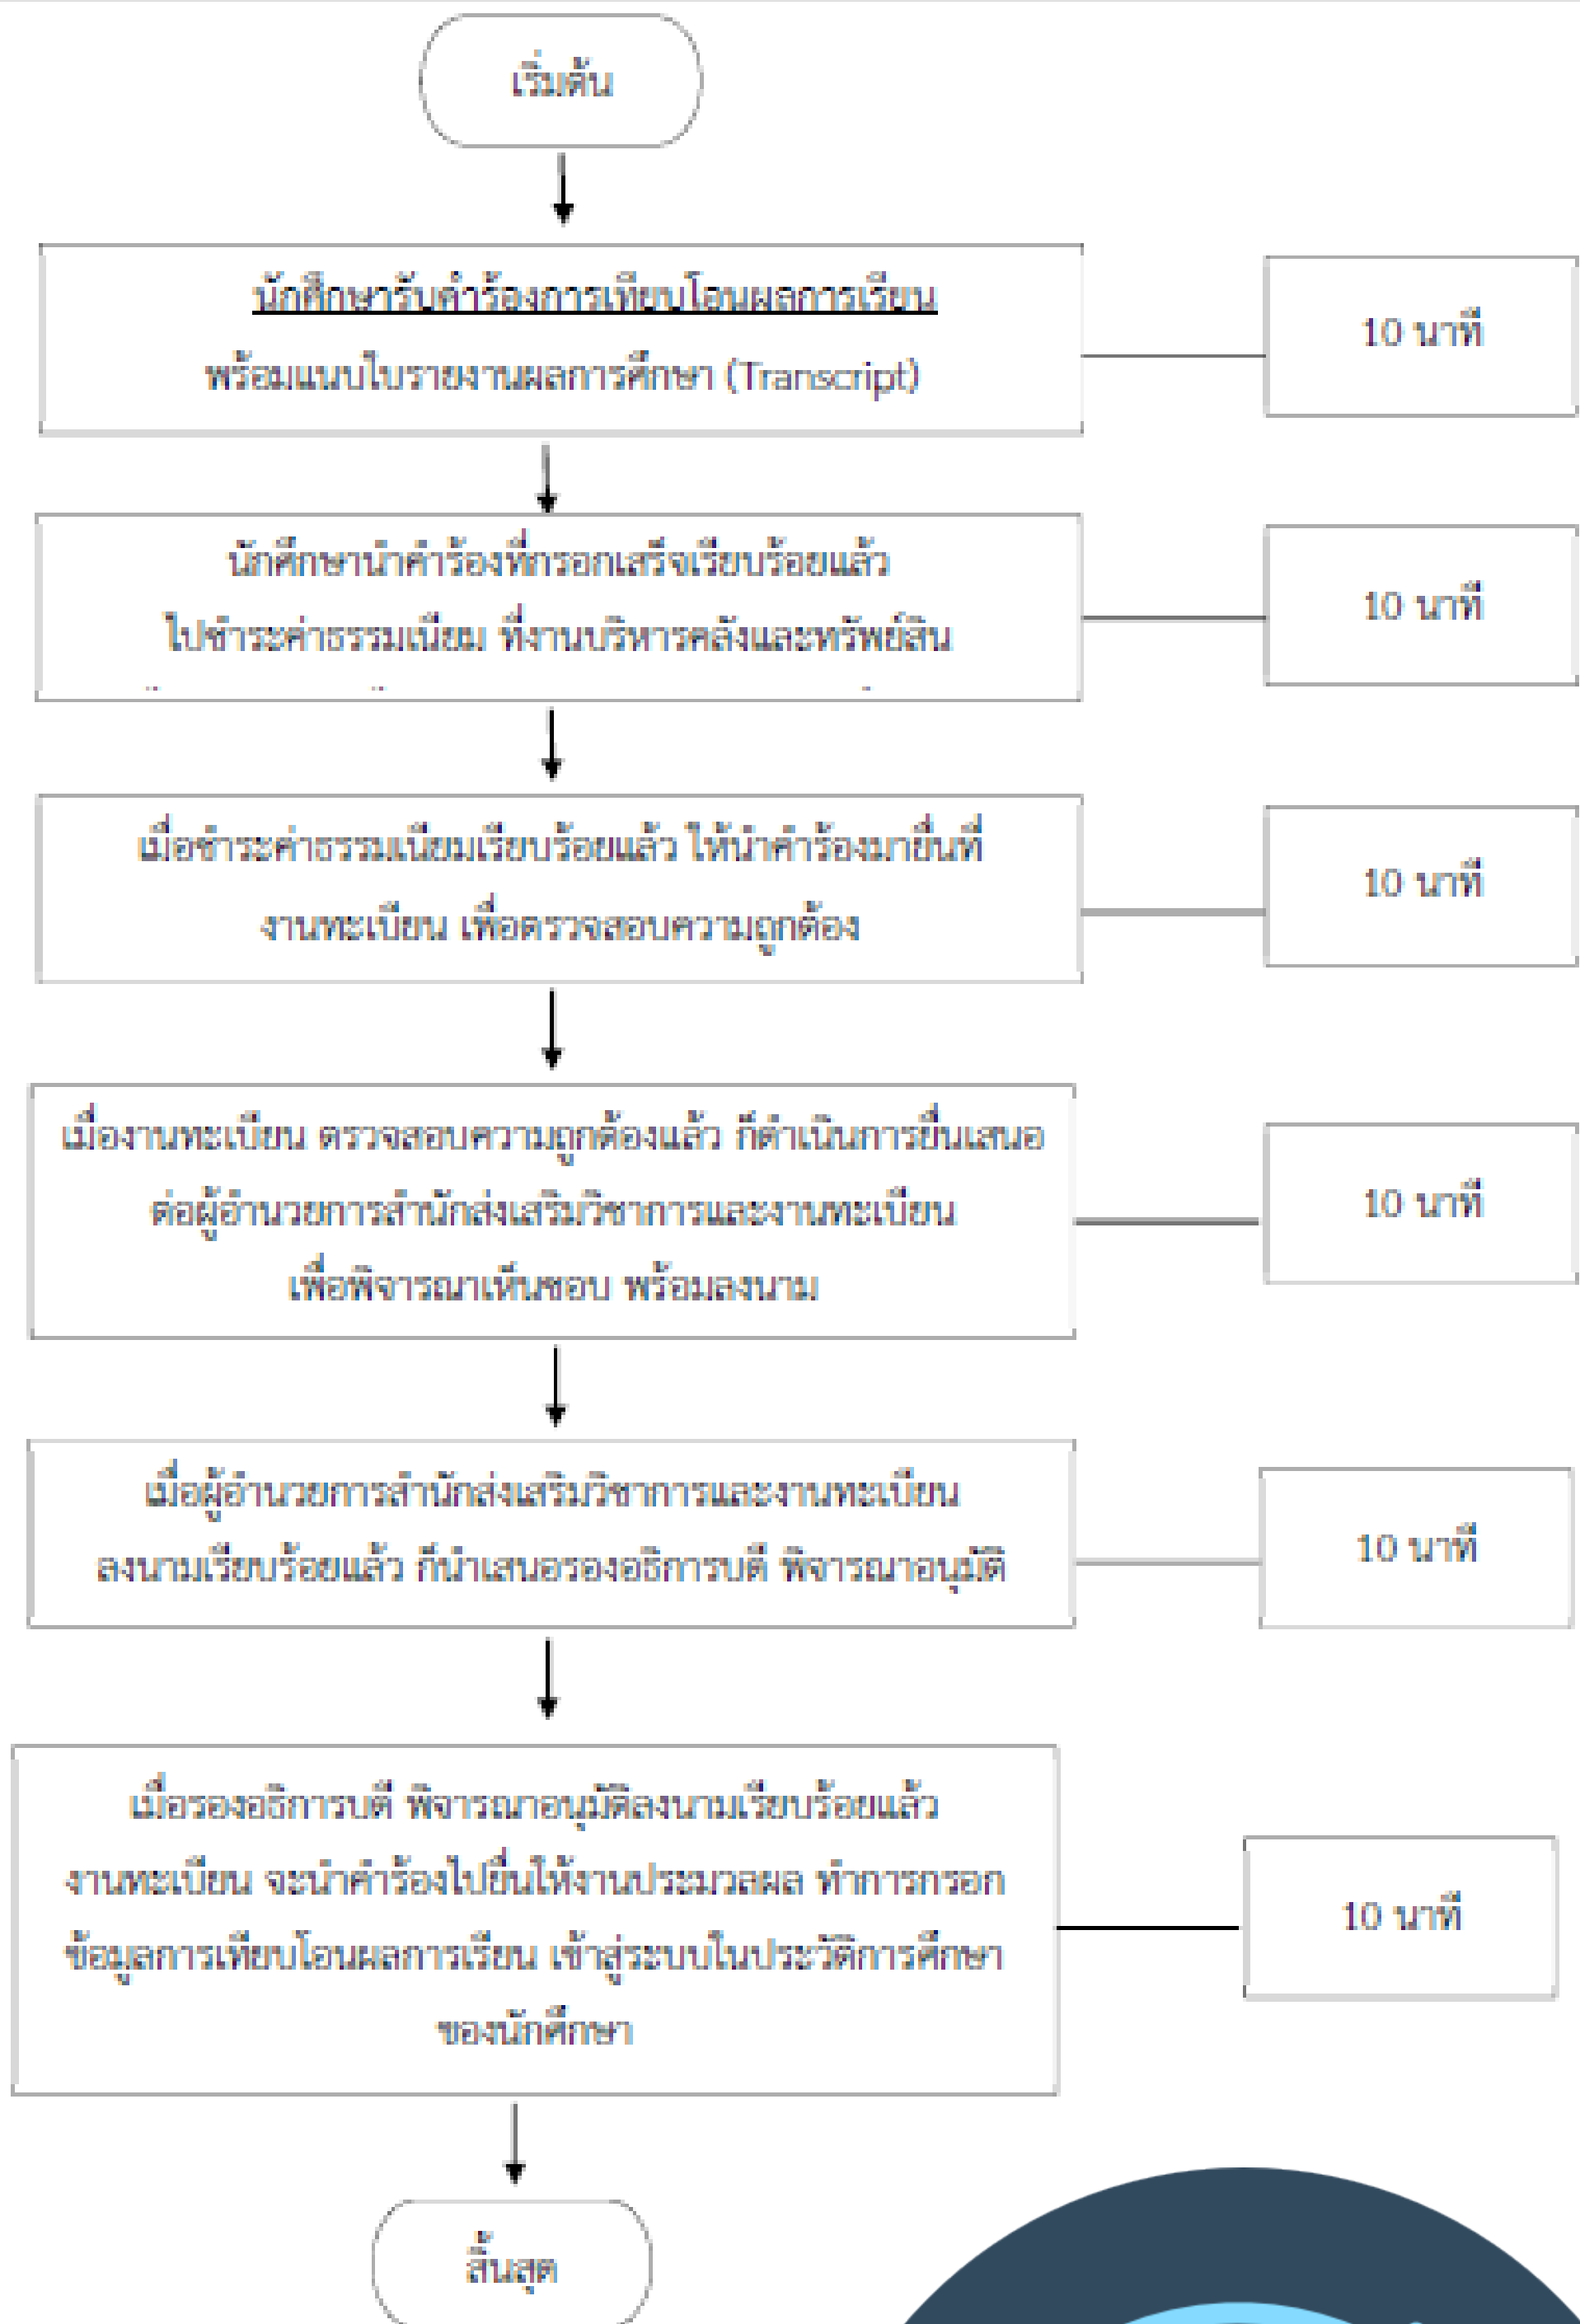 เริ่มต้น
นักศึกษารับคำร้องการเทียบโอนผลการเรียน
พร้อมแนบใบรายงานผลการศึกษา (Transcript)
10 นาที
นักศึกษานำคำร้องที่กรอกเสร็จเรียบร้อยแล้ว
ไปชำระค่าธรรมเนียม ที่งานบริหารคลังและทรัพย์สิน
10 นาที
เมื่อชำระค่าธรรมเนียมเรียบร้อยแล้ว ให้นำคำร้องมายื่นที่
งานทะเบียน เพื่อตรวจสอบความถูกต้อง
10 นาที
เมื่องานทะเบียน ตรวจสอบความถูกต้องแล้ว ก็ดำเนินการยื่นเสนอ
ต่อผู้อำนวยการสำนักส่งเสริมวิชาการและงานทะเบียน
เพื่อพิจารณาเห็นชอบ พร้อมลงนาม
10 นาที
เมื่อผู้อำนวยการสำนักส่งเสริมวิชาการและงานทะเบียน
ลงนามเรียบร้อยแล้ว ก็นำเสนอรองอธิการบดี พิจารณาอนุมัติ
10 นาที
เมื่อรองอธิการบดี พิจารณาอนุมัติลงนามเรียบร้อยแล้ว
งานทะเบียน จะนำคำร้องไปยื่นให้งานประมวลผล ทำการกรอก
ข้อมูลการเทียบโอนผลการเรียน เข้าสู่ระบบในประวัติการศึกษา
ของนักศึกษา
10 นาที
สิ้นสุด